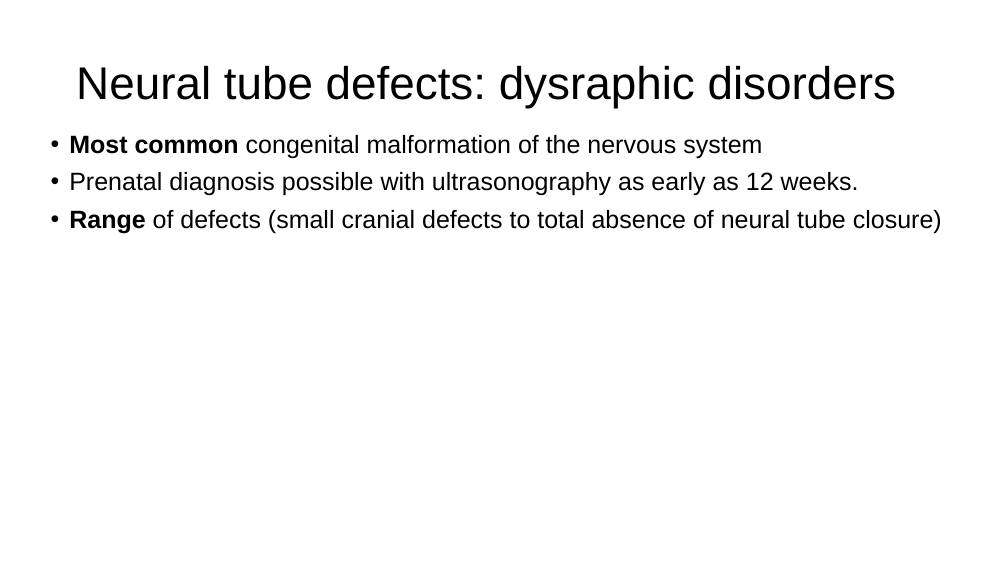 Neural tube defects: dysraphic disorders
• Most common congenital malformation of the nervous system
• Prenatal diagnosis possible with ultrasonography as early as 12 weeks.
• Range of defects (small cranial defects to total absence of neural tube closure)